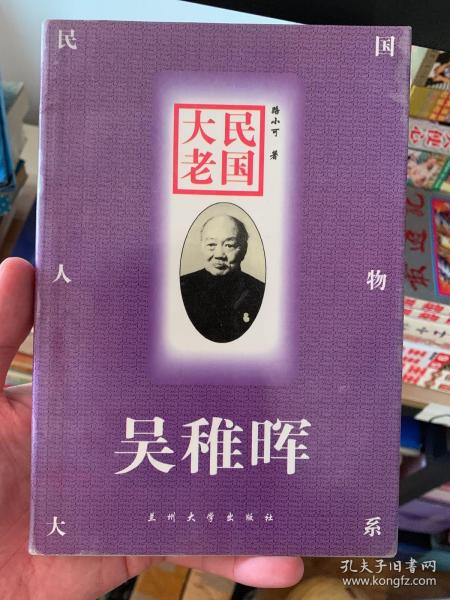 民 国
人 物
大 系
民国
大老
路小可 著
吴稚晖
兰州大学出版社
孔夫子旧书网
www.kongfz.com